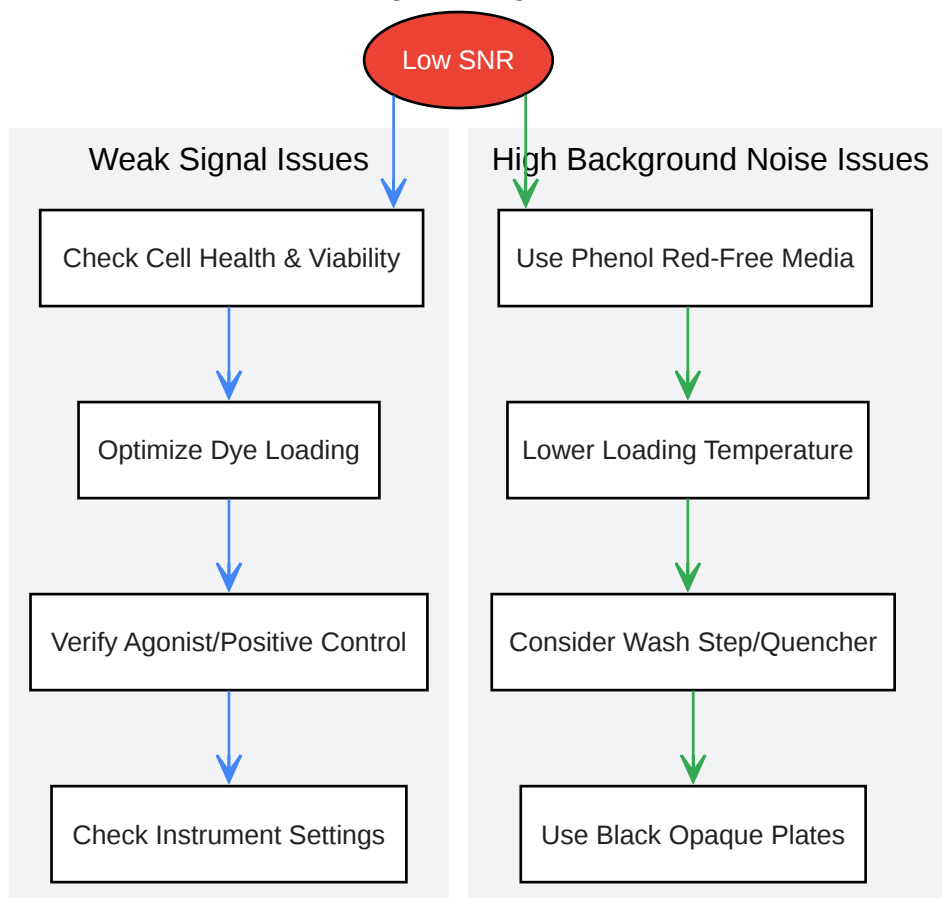 Low SNR
Weak Signal Issues
Check Cell Health & Viability
Optimize Dye Loading
Verify Agonist/Positive Control
Check Instrument Settings
High Background Noise Issues
Use Phenol Red-Free Media
Lower Loading Temperature
Consider Wash Step/Quencher
Use Black Opaque Plates